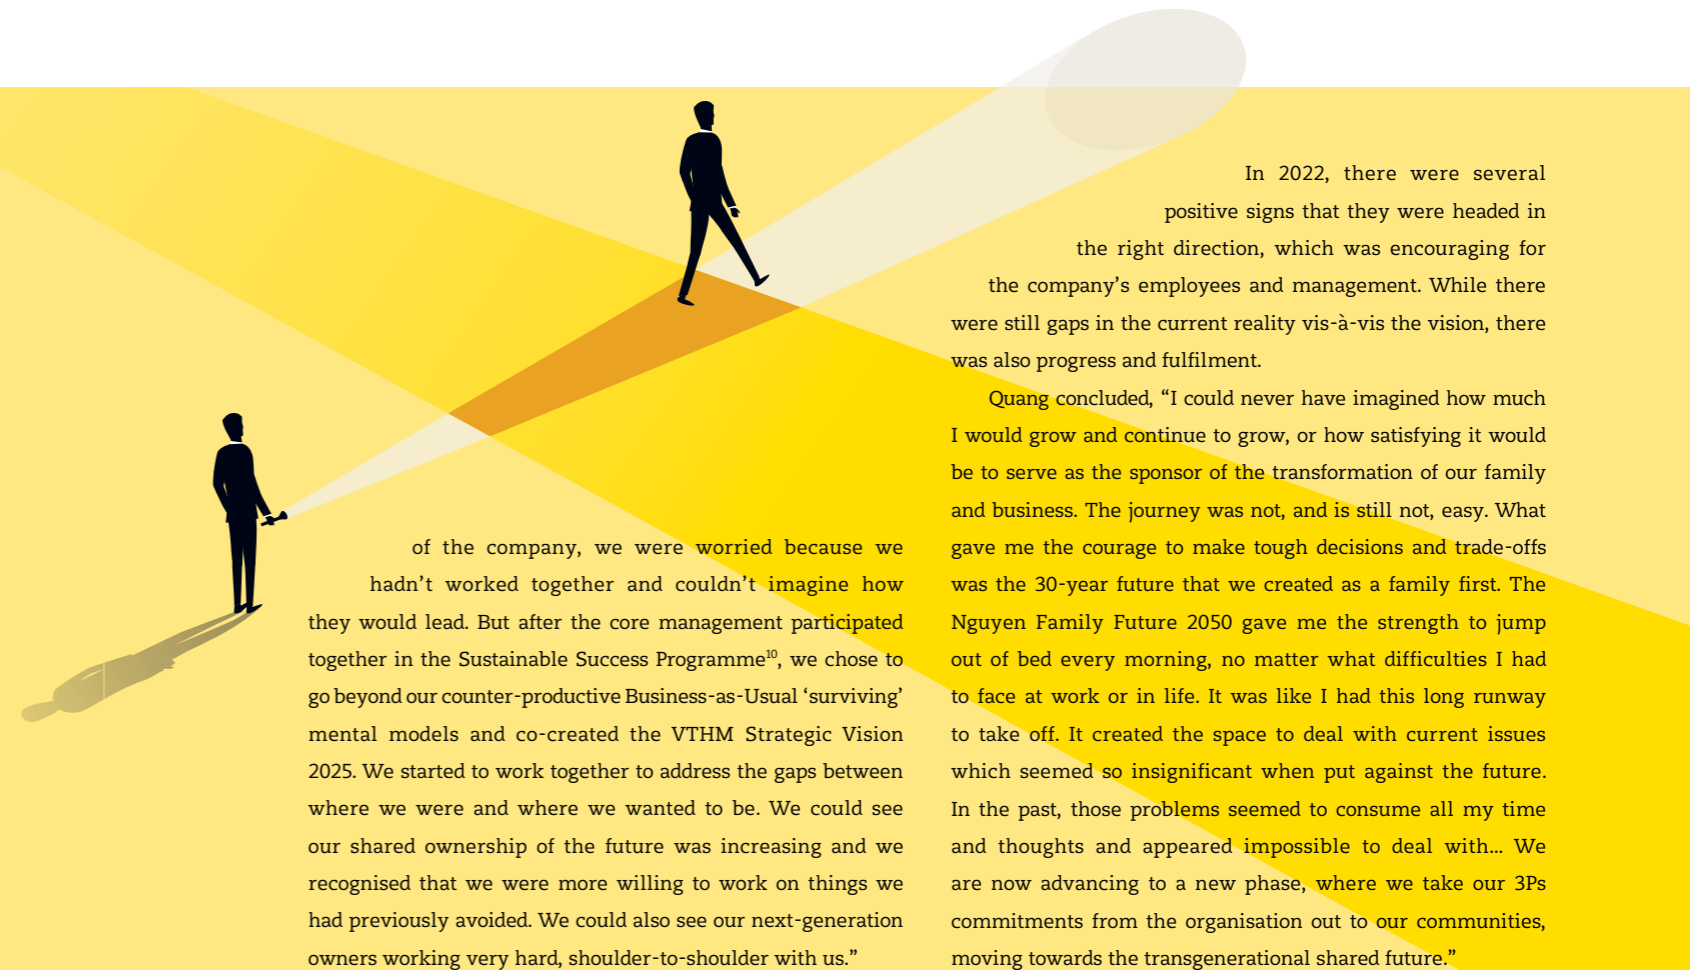 of the company, we were worried because we
hadn’t worked together and couldn’t imagine how
they would lead. But after the core management participated
together in the Sustainable Success Programme¹⁰, we chose to
go beyond our counter-productive Business-as-Usual ‘surviving’
mental models and co-created the VTHM Strategic Vision
2025. We started to work together to address the gaps between
where we were and where we wanted to be. We could see
our shared ownership of the future was increasing and we
recognised that we were more willing to work on things we
had previously avoided. We could also see our next-generation
owners working very hard, shoulder-to-shoulder with us.”
In 2022, there were several
positive signs that they were headed in
the right direction, which was encouraging for
the company’s employees and management. While there
were still gaps in the current reality vis-à-vis the vision, there
was also progress and fulfilment.
Quang concluded, “I could never have imagined how much
I would grow and continue to grow, or how satisfying it would
be to serve as the sponsor of the transformation of our family
and business. The journey was not, and is still not, easy. What
gave me the courage to make tough decisions and trade-offs
was the 30-year future that we created as a family first. The
Nguyen Family Future 2050 gave me the strength to jump
out of bed every morning, no matter what difficulties I had
to face at work or in life. It was like I had this long runway
to take off. It created the space to deal with current issues
which seemed so insignificant when put against the future.
In the past, those problems seemed to consume all my time
and thoughts and appeared impossible to deal with... We
are now advancing to a new phase, where we take our 3Ps
commitments from the organisation out to our communities,
moving towards the transgenerational shared future.”